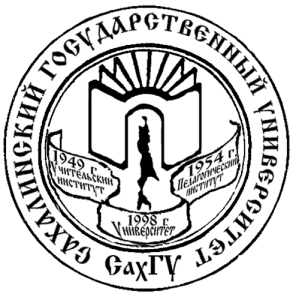 САХАЛИНСКИЙ ГОСУДАРСТВЕННЫЙ УНИВЕРСИТЕТ
1949 г.
Учительский
институт
1954 г.
Педагогический
институт
1998 г.
Университет
СахГУ